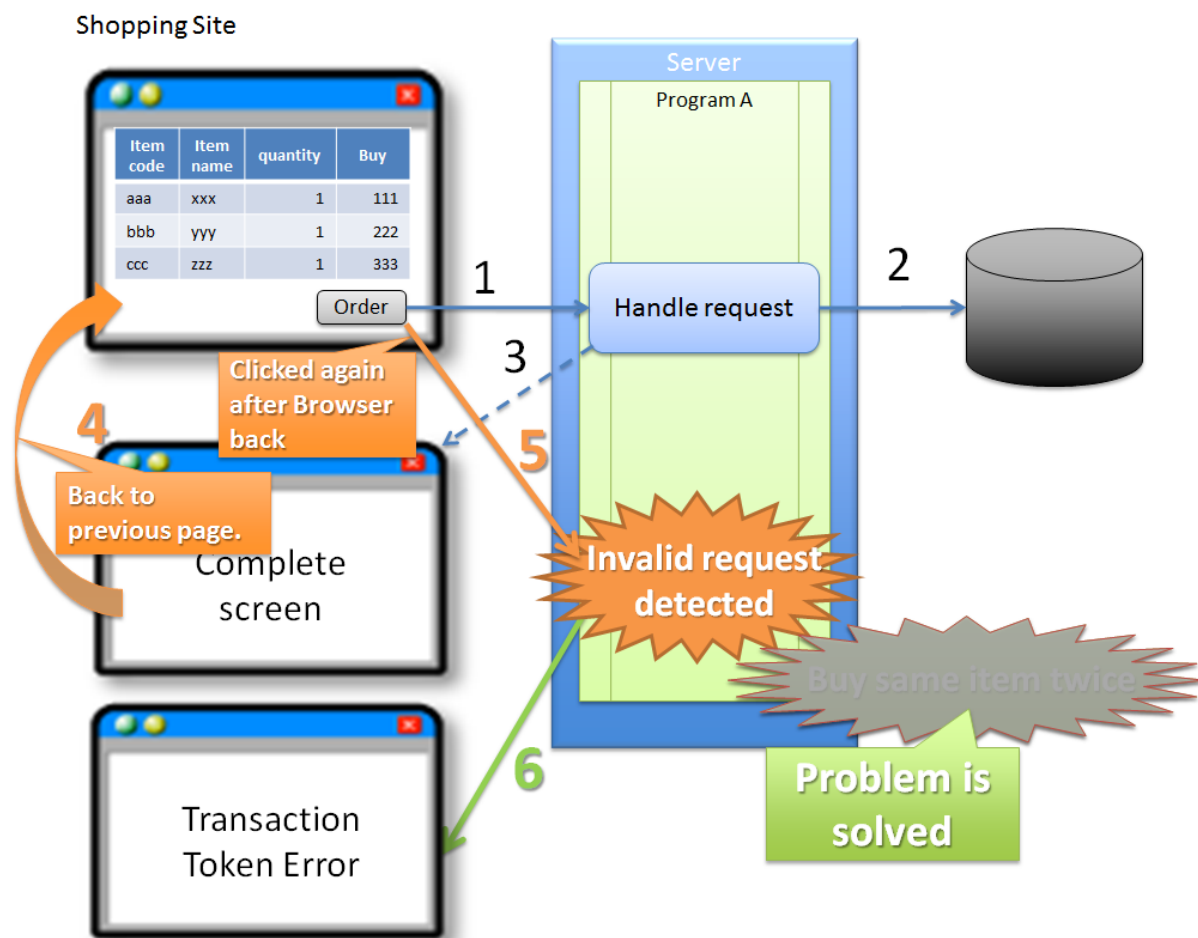 Shopping Site
Server
Program A
Item code
Item name
quantity
Buy
aaa xxx 1 111
bbb yyy 1 222
ccc zzz 1 333
Order
1
Handle request
2
3
Clicked again
after Browser
back
4
5
Back to
previous page.
Complete
screen
Invalid request
detected
Buy same item twice
Problem is
solved
6
Transaction
Token Error